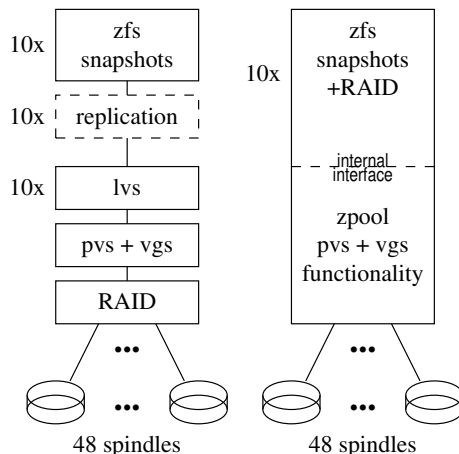 10x
zfs
snapshots
10x
replication
10x
lvs
pvs + vgs
RAID
•••
•••
48 spindles
10x
zfs
snapshots
+RAID
internal
interface
zpool
pvs + vgs
functionality
•••
•••
48 spindles